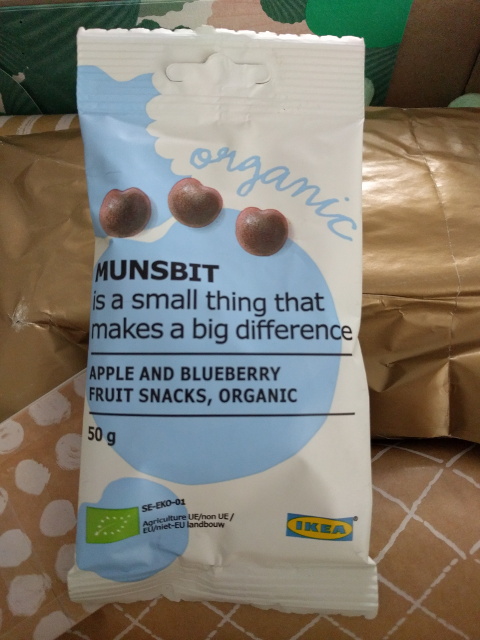 organic
MUNSBIT
is a small thing that
makes a big difference
APPLE AND BLUEBERRY
FRUIT SNACKS, ORGANIC
50 g
SE-EKO-01
Agriculture UE/non UE /
EU/niet-EU landbouw
IKEA